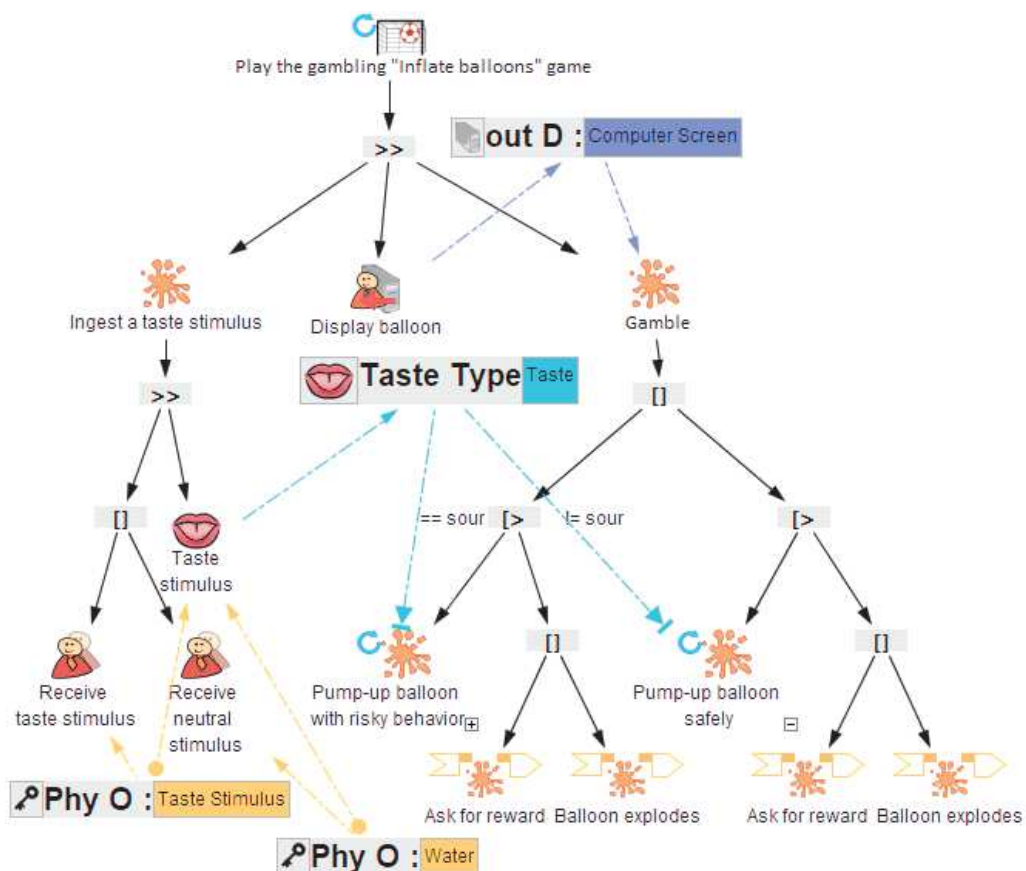 Play the gambling "Inflate balloons" game
>>
out D : Computer Screen
Ingest a taste stimulus
Display balloon
Gamble
>>
Taste Type Taste
[]
[]
Taste
stimulus
== sour
[>
!= sour
[>
Receive
taste stimulus
Receive
neutral
stimulus
Pump-up balloon
with risky behavior
[]
Pump-up balloon
safely
[]
Phy O : Taste Stimulus
Ask for reward
Balloon explodes
Ask for reward
Balloon explodes
Phy O : Water